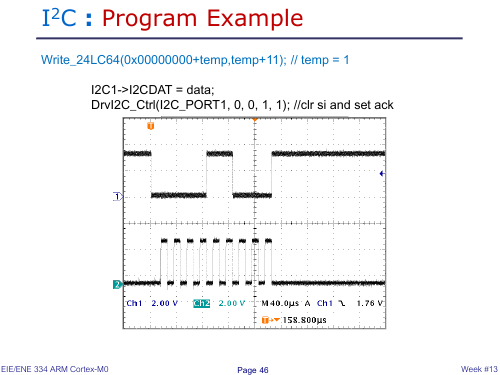 I²C : Program Example
Write_24LC64(0x00000000+temp,temp+11); // temp = 1
I2C1->I2CDAT = data;
DrvI2C_Ctrl(I2C_PORT1, 0, 0, 1, 1); //clr si and set ack
T
1
2
Ch1 2.00 V Ch2 2.00 V M40.0µs A Ch1 1.76 V
T 158.800µs
EIE/ENE 334 ARM Cortex-M0 Page 46 Week #13